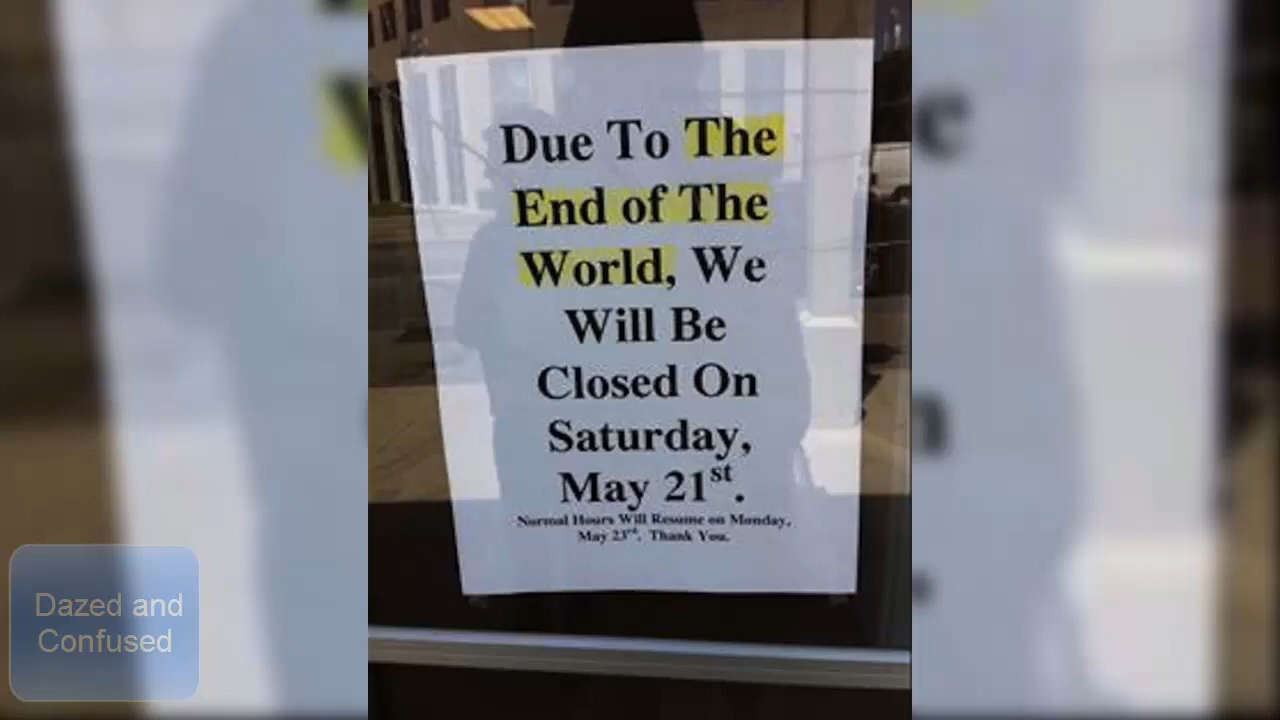 Due To The
End of The
World, We
Will Be
Closed On
Saturday,
May 21st.
Normal Hours Will Resume on Monday,
May 23rd. Thank You.
Dazed and
Confused